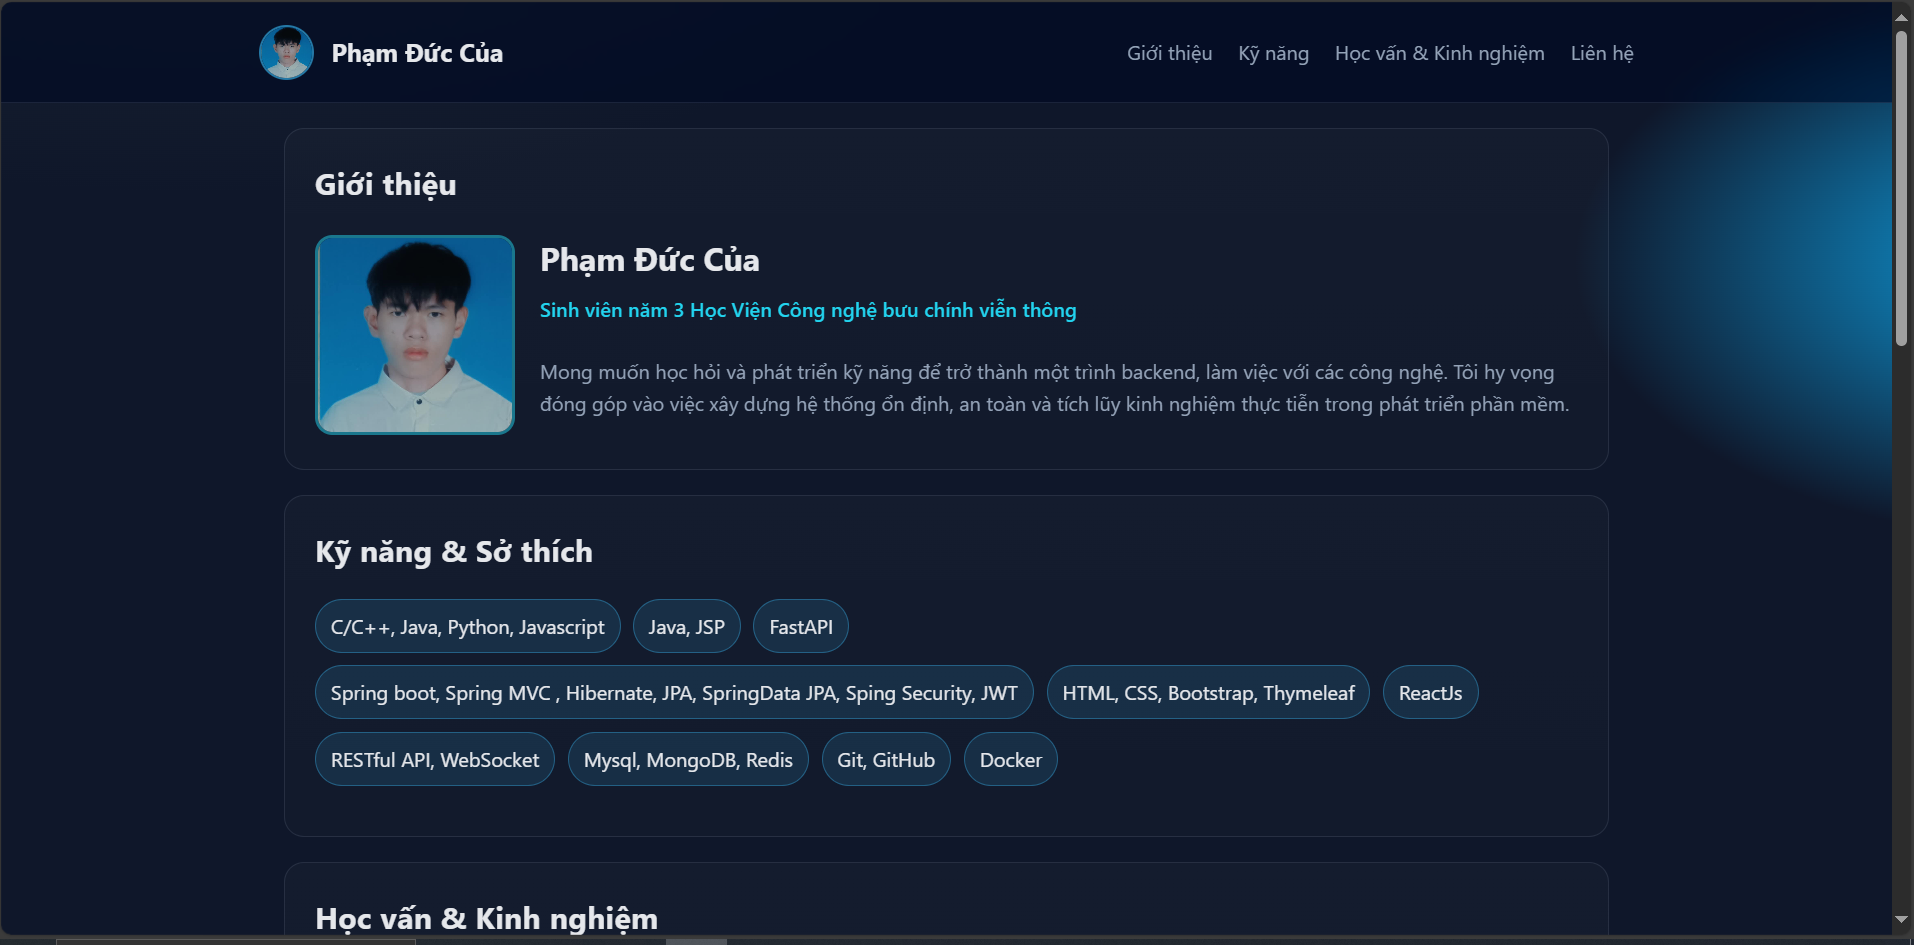 Phạm Đức Của
Giới thiệu
Kỹ năng
Học vấn & Kinh nghiệm
Liên hệ
Giới thiệu
Phạm Đức Của
Sinh viên năm 3 Học Viện Công nghệ bưu chính viễn thông
Mong muốn học hỏi và phát triển kỹ năng để trở thành một trình backend, làm việc với các công nghệ. Tôi hy vọng
đóng góp vào việc xây dựng hệ thống ổn định, an toàn và tích lũy kinh nghiệm thực tiễn trong phát triển phần mềm.
Kỹ năng & Sở thích
C/C++, Java, Python, Javascript
Java, JSP
FastAPI
Spring boot, Spring MVC , Hibernate, JPA, SpringData JPA, Sping Security, JWT
HTML, CSS, Bootstrap, Thymeleaf
ReactJs
RESTful API, WebSocket
Mysql, MongoDB, Redis
Git, GitHub
Docker
Học vấn & Kinh nghiệm